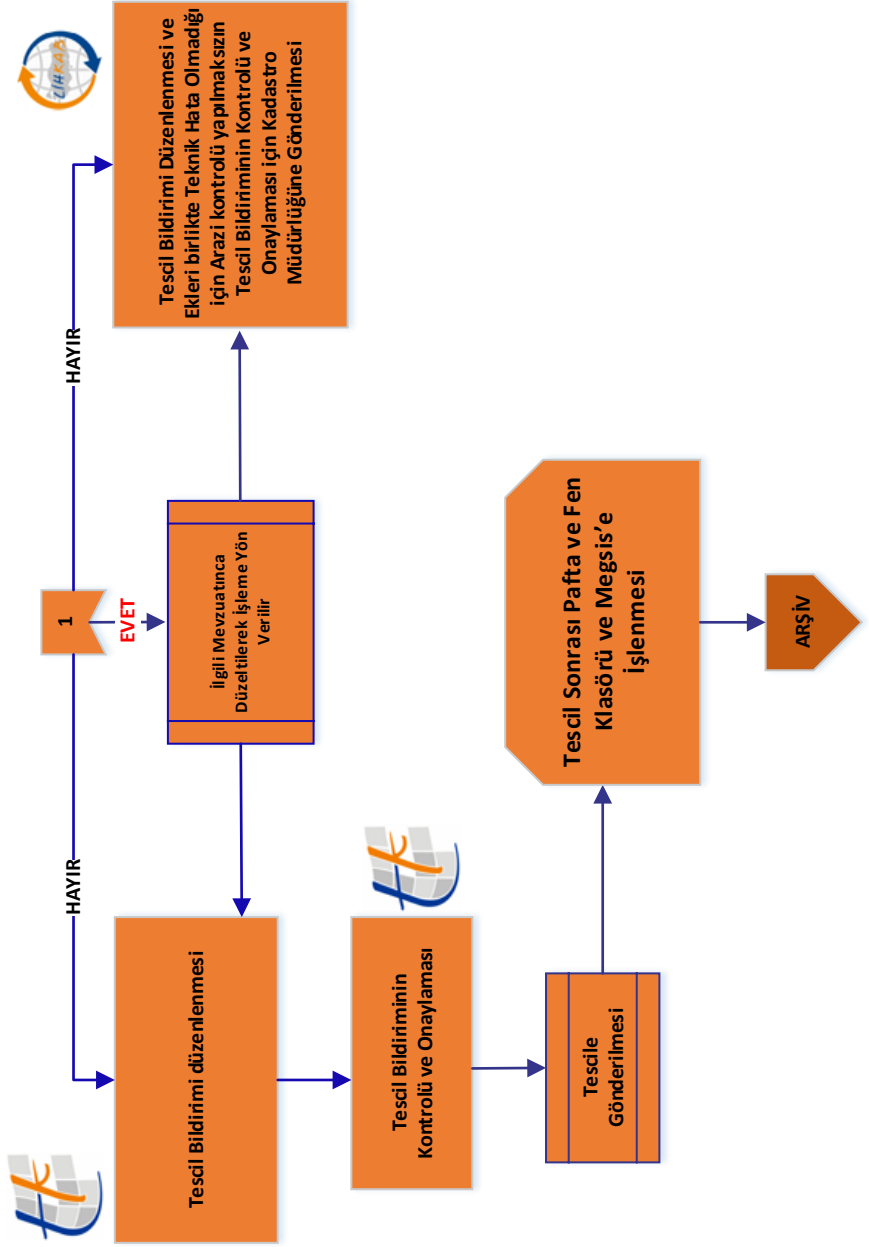 1
HAYIR
HAYIR
EVET
LİHKAB
Tescil Bildirimi düzenlenmesi
İlgili Mevzuatınca
Düzeltilerek İşleme Yön
Verilir
Tescil Bildirimi Düzenlenmesi ve
Ekleri birlikte Teknik Hata Olmadığı
için Arazi kontrolü yapılmaksızın
Tescil Bildiriminin Kontrolü ve
Onaylaması için Kadastro
Müdürlüğüne Gönderilmesi
Tescil Bildiriminin
Kontrolü ve Onaylaması
Tescile
Gönderilmesi
Tescil Sonrası Pafta ve Fen
Klasörü ve Megsis’e
İşlenmesi
ARŞİV